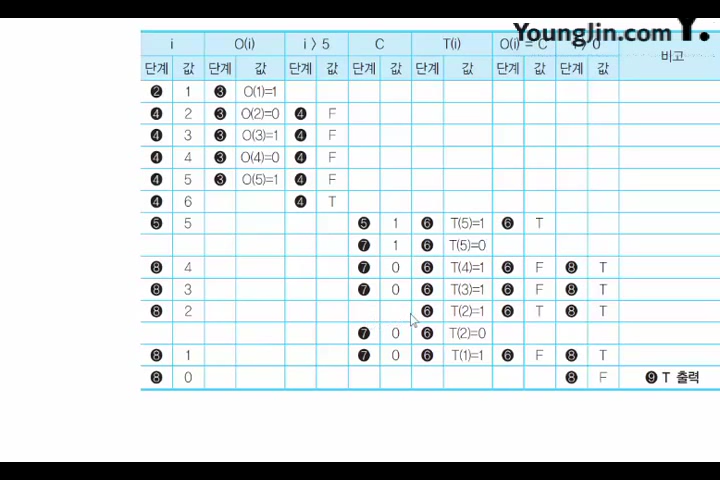 YoungJin.com Y.
i O(i) i > 5 C T(i) O(i) = C i > 0 비고
단계 값 단계 값 단계 값 단계 값 단계 값 단계 값 단계 값
❷ 1 ❸ O(1)=1
❹ 2 ❸ O(2)=0 ❹ F
❹ 3 ❸ O(3)=1 ❹ F
❹ 4 ❸ O(4)=0 ❹ F
❹ 5 ❸ O(5)=1 ❹ F
❹ 6 ❹ T
❺ 5 ❺ 1 ❻ T(5)=1 ❻ T
❼ 1 ❻ T(5)=0
❽ 4 ❼ 0 ❻ T(4)=1 ❻ F ❽ T
❽ 3 ❼ 0 ❻ T(3)=1 ❻ F ❽ T
❽ 2 ❻ T(2)=1 ❻ T ❽ T
❼ 0 ❻ T(2)=0
❽ 1 ❼ 0 ❻ T(1)=1 ❻ F ❽ T
❽ 0 ❽ F ❾ T 출력